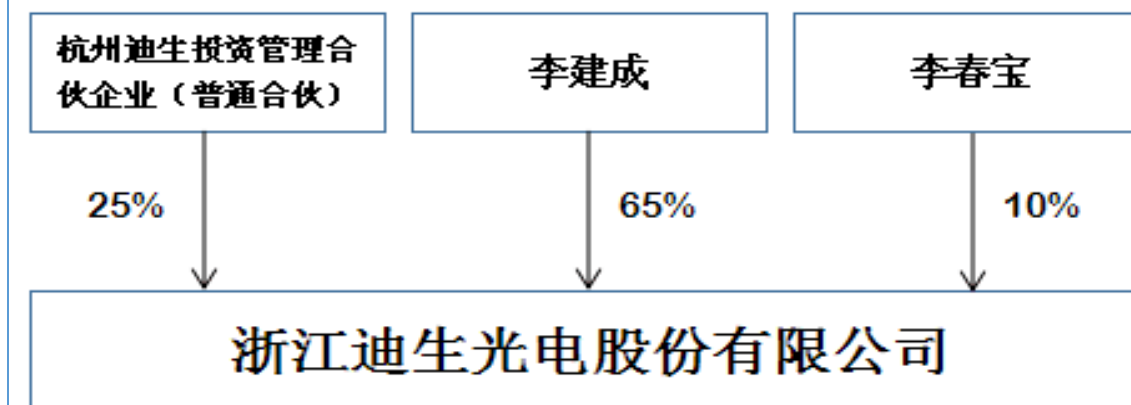 杭州迪生投资管理合
伙企业（普通合伙）
李建成
李春宝
25%
65%
10%
浙江迪生光电股份有限公司